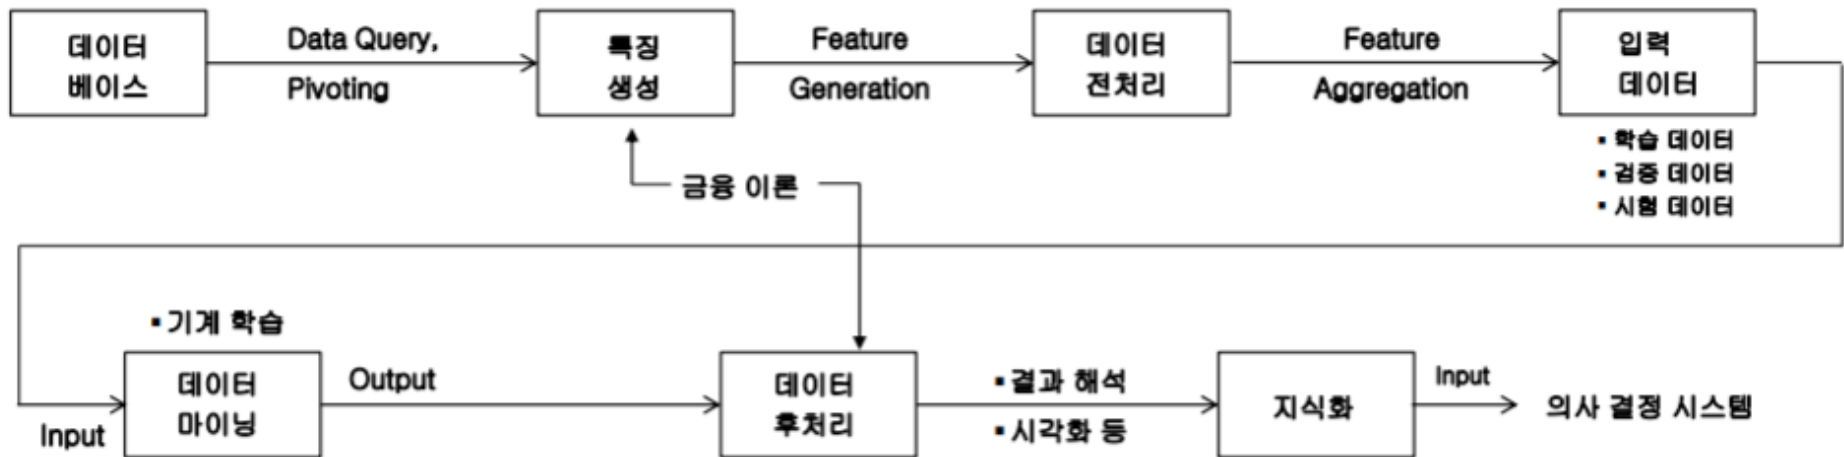 데이터
베이스
Data Query,
Pivoting
특징
생성
Feature
Generation
데이터
전처리
Feature
Aggregation
입력
데이터
▪ 학습 데이터
▪ 검증 데이터
▪ 시험 데이터
금융 이론
▪ 기계 학습
Input
데이터
마이닝
Output
데이터
후처리
▪ 결과 해석
▪ 시각화 등
지식화
Input
의사 결정 시스템